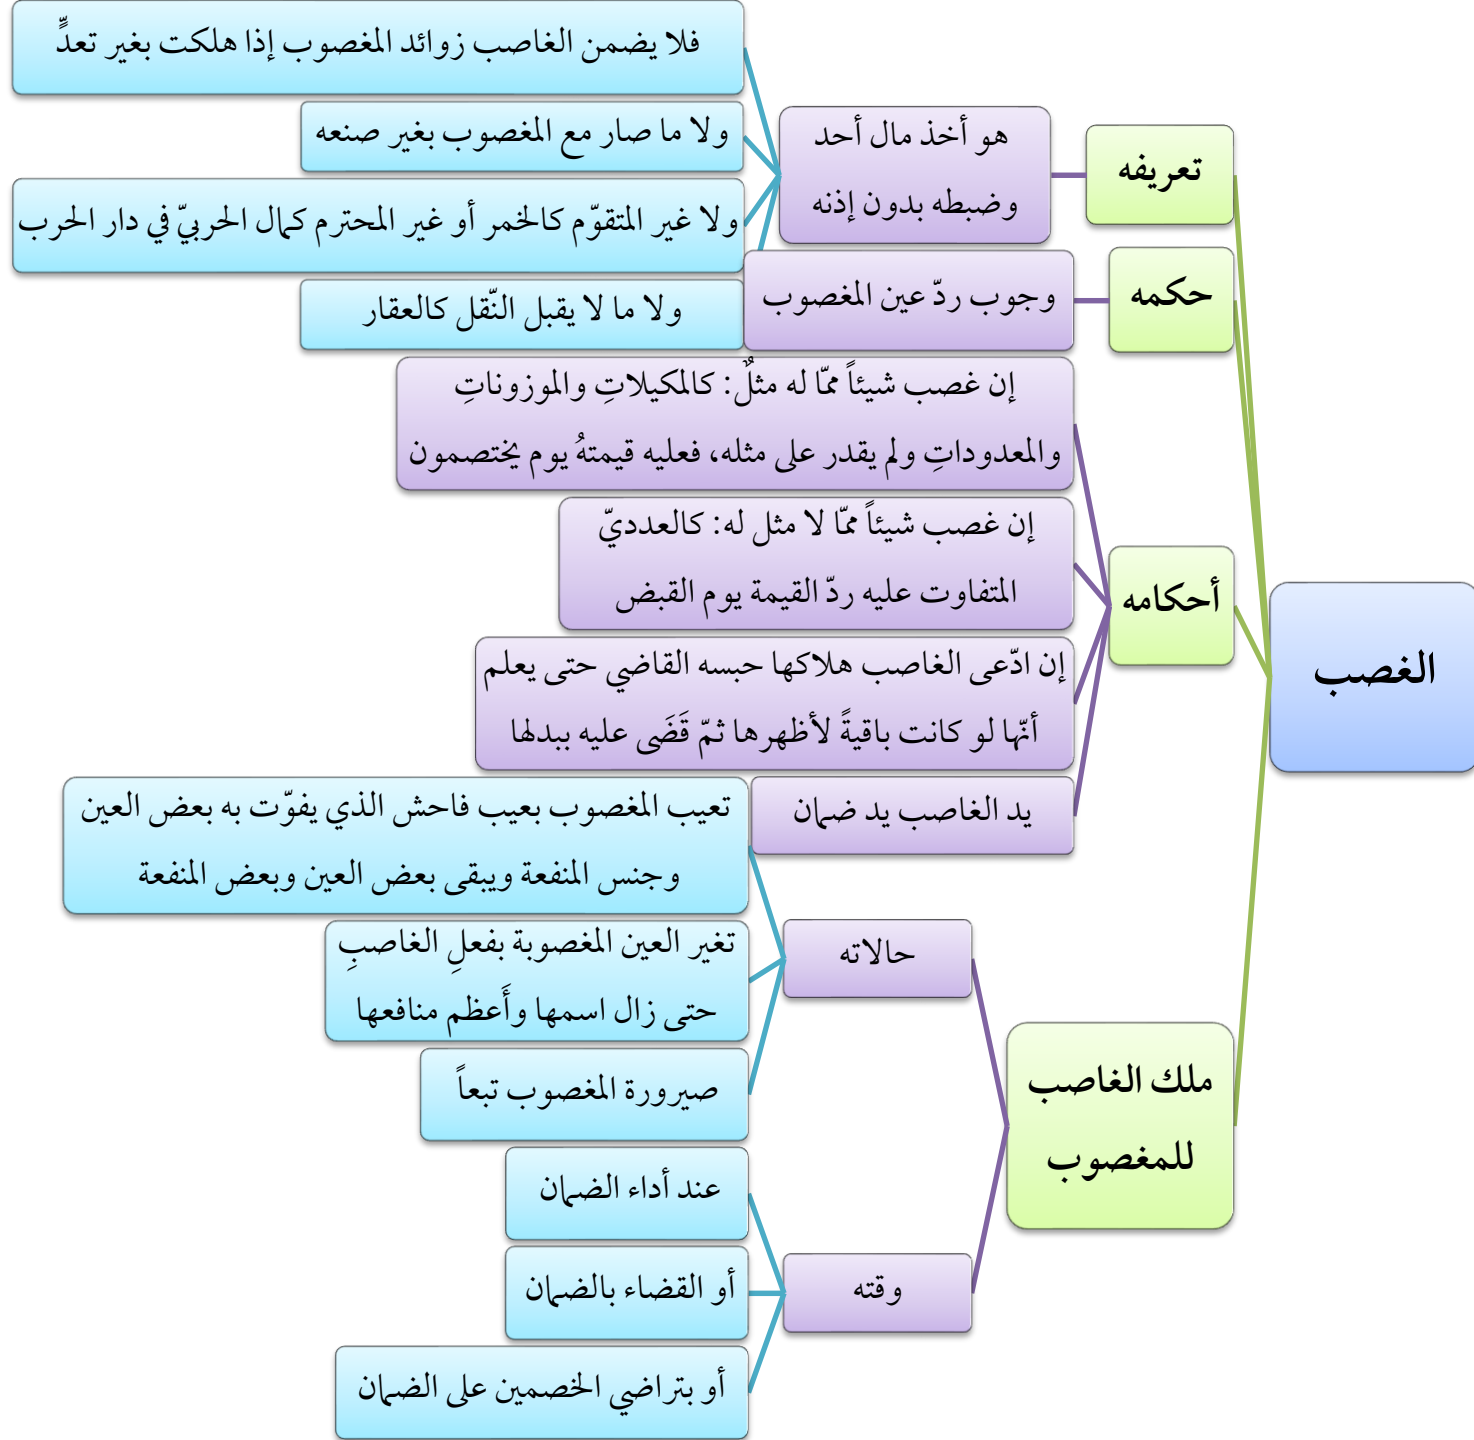 الغصب
تعريفه
هو أخذ مال أحد
وضبطه بدون إذنه
فلا يضمن الغاصب زوائد المغصوب إذا هلكت بغير تعدٍّ
ولا ما صار مع المغصوب بغير صنعه
ولا غير المتقوّم كالخمر أو غير المحترم كمال الحربيّ في دار الحرب
ولا ما لا يقبل النّقل كالعقار
حكمه
وجوب ردّ عين المغصوب
أحكامه
إن غصب شيئاً ممّا له مثلٌ: كالمكيلاتِ والموزوناتِ
والمعدوداتِ ولم يقدر على مثله، فعليه قيمتهُ يوم يختصمون
إن غصب شيئاً ممّا لا مثل له: كالعدديّ
المتفاوت عليه ردّ القيمة يوم القبض
إن ادّعى الغاصب هلاكها حبسه القاضي حتى يعلم
أنّها لو كانت باقيةً لأظهرها ثمّ قَضَى عليه ببدلها
يد الغاصب يد ضمان
ملك الغاصب
للمغصوب
حالاته
تعيب المغصوب بعيب فاحش الذي يفوّت به بعض العين
وجنس المنفعة ويبقى بعض العين وبعض المنفعة
تغير العين المغصوبة بفعلِ الغاصبِ
حتى زال اسمها وأَعظم منافعها
صيرورة المغصوب تبعاً
وقته
عند أداء الضمان
أو القضاء بالضمان
أو بتراضي الخصمين على الضمان